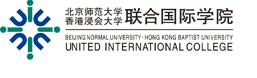 北京师范大学
香港浸会大学
联合国际学院
BEIJING NORMAL UNIVERSITY · HONG KONG BAPTIST UNIVERSITY
UNITED INTERNATIONAL COLLEGE